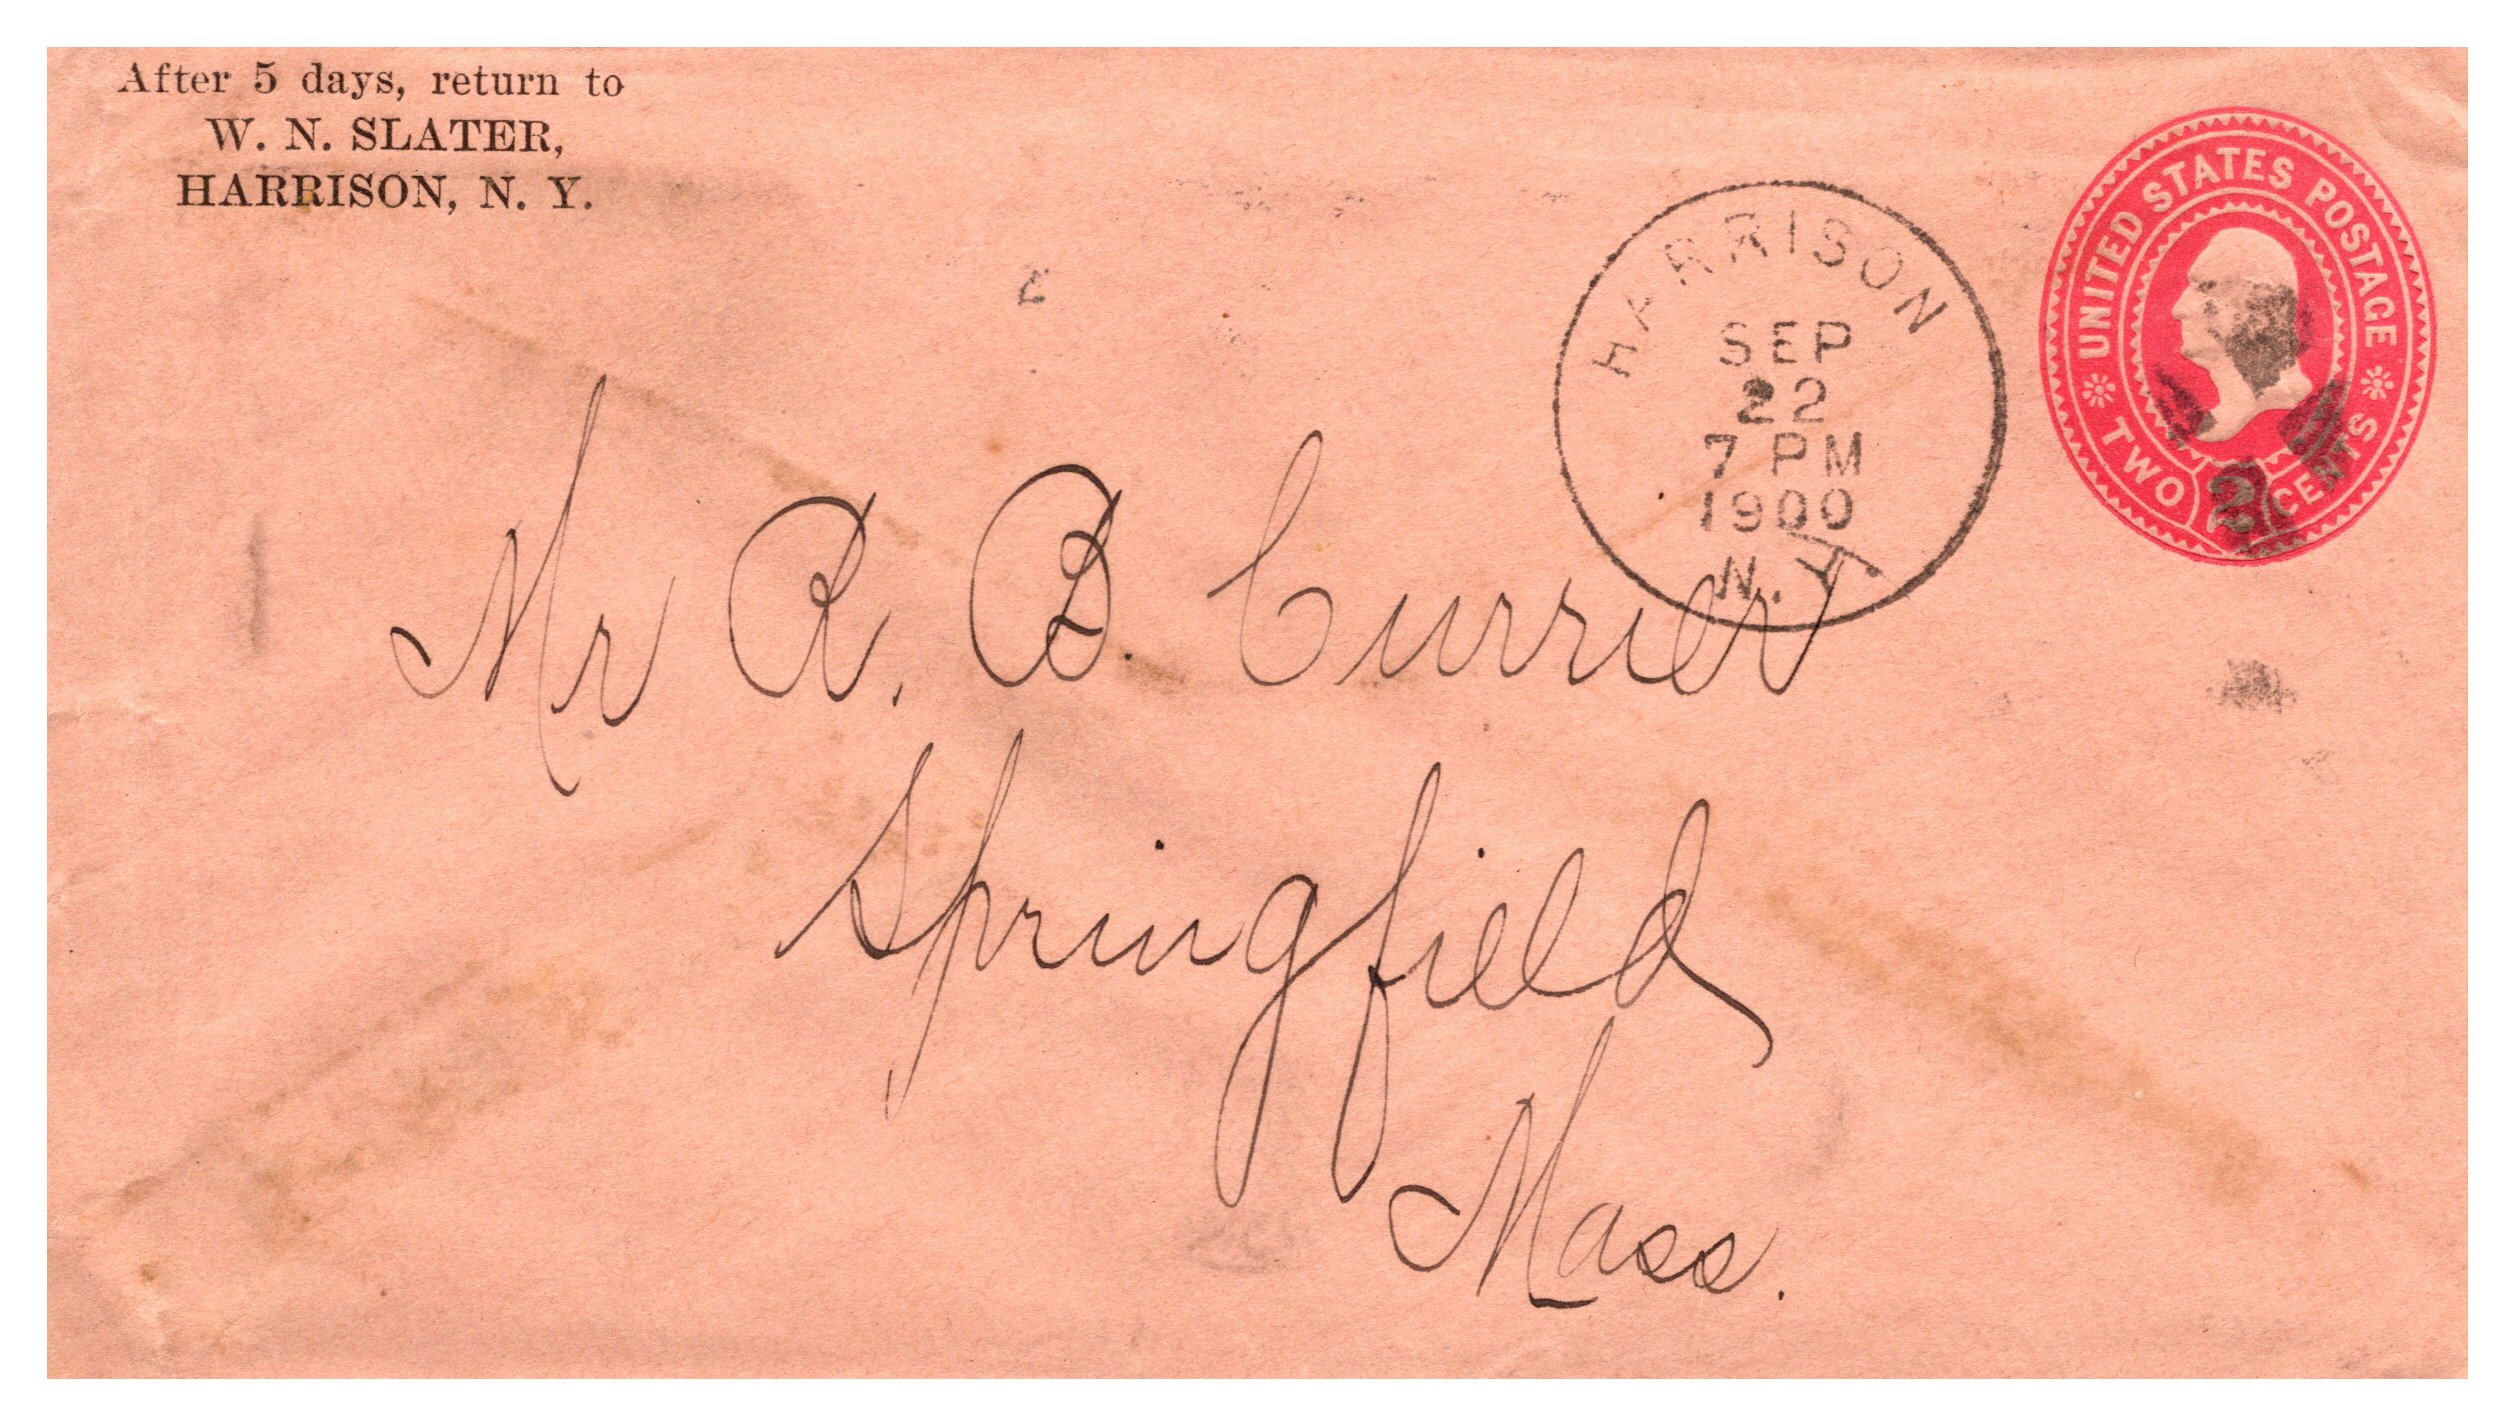 After 5 days, return to
W. N. SLATER,
HARRISON, N. Y.
HARRISON
SEP
22
7 PM
1900
N. Y.
UNITED STATES POSTAGE
TWO 2 CENTS
Mr R. B. Currier
Springfield
Mass.